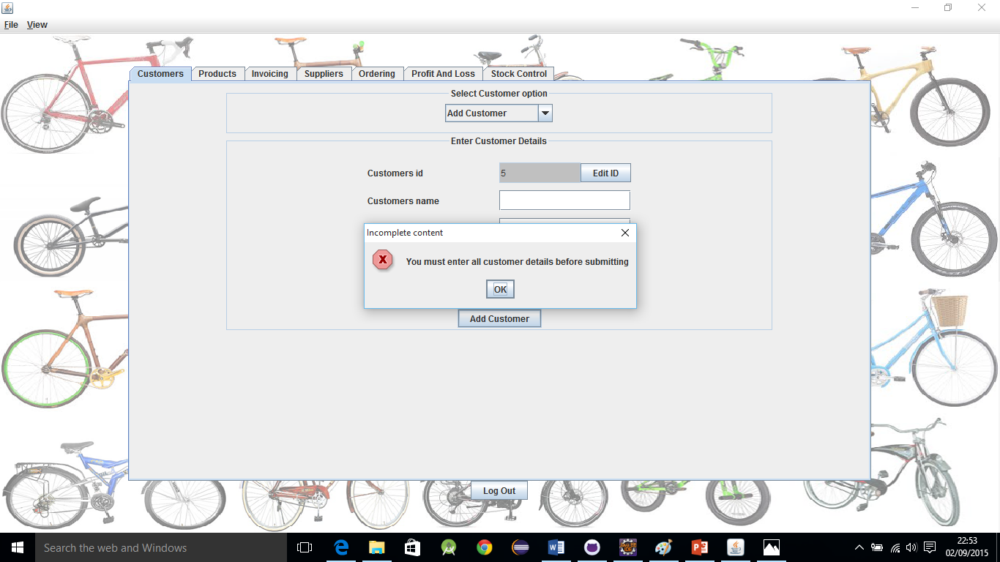 File View
Customers Products Invoicing Suppliers Ordering Profit And Loss Stock Control
Select Customer option
Add Customer
Enter Customer Details
Customers id 5 Edit ID
Customers name
Incomplete content
You must enter all customer details before submitting
OK
Add Customer
Log Out
Search the web and Windows
22:53
02/09/2015